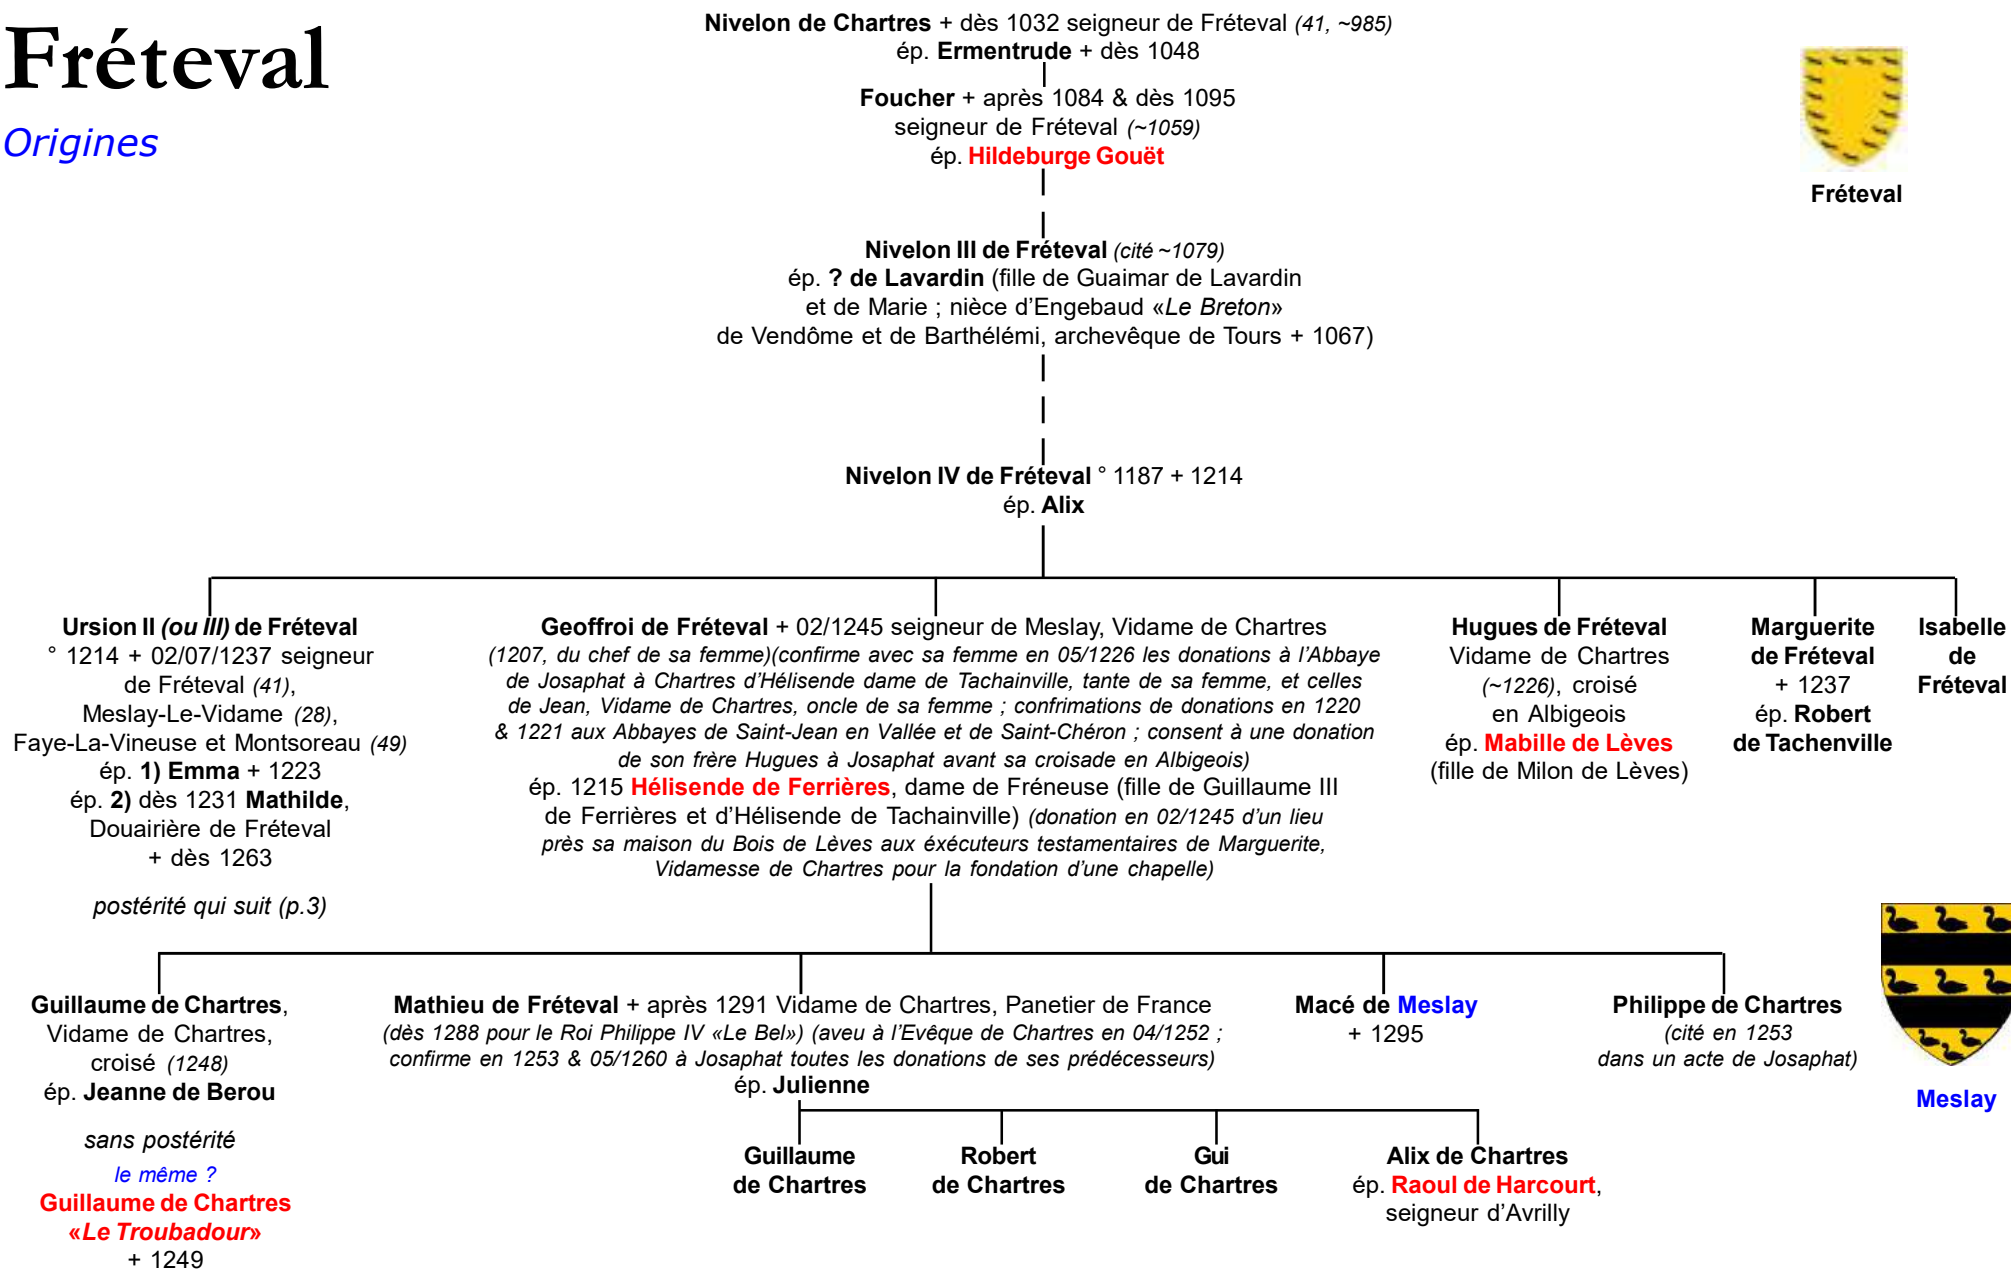 Fréteval
Origines
Nivelon de Chartres + dès 1032 seigneur de Fréteval (41, ~985)
ép. Ermentrude + dès 1048
Foucher + après 1084 & dès 1095
seigneur de Fréteval (~1059)
ép. Hildeburge Gouët
Fréteval
Nivelon III de Fréteval (cité ~1079)
ép. ? de Lavardin (fille de Guaimar de Lavardin
et de Marie ; nièce d’Engebaud «Le Breton»
de Vendôme et de Barthélémi, archevêque de Tours + 1067)
Nivelon IV de Fréteval ° 1187 + 1214
ép. Alix
Ursion II (ou III) de Fréteval
° 1214 + 02/07/1237 seigneur
de Fréteval (41),
Meslay-Le-Vidame (28),
Faye-La-Vineuse et Montsoreau (49)
ép. 1) Emma + 1223
ép. 2) dès 1231 Mathilde,
Douairière de Fréteval
+ dès 1263
postérité qui suit (p.3)
Geoffroi de Fréteval + 02/1245 seigneur de Meslay, Vidame de Chartres
(1207, du chef de sa femme)(confirme avec sa femme en 05/1226 les donations à l’Abbaye
de Josaphat à Chartres d’Hélisende dame de Tachainville, tante de sa femme, et celles
de Jean, Vidame de Chartres, oncle de sa femme ; confrimations de donations en 1220
& 1221 aux Abbayes de Saint-Jean en Vallée et de Saint-Chéron ; consent à une donation
de son frère Hugues à Josaphat avant sa croisade en Albigeois)
ép. 1215 Hélisende de Ferrières, dame de Fréneuse (fille de Guillaume III
de Ferrières et d’Hélisende de Tachainville) (donation en 02/1245 d’un lieu
près sa maison du Bois de Lèves aux éxécuteurs testamentaires de Marguerite,
Vidamesse de Chartres pour la fondation d’une chapelle)
Hugues de Fréteval
Vidame de Chartres
(~1226), croisé
en Albigeois
ép. Mabille de Lèves
(fille de Milon de Lèves)
Marguerite
de Fréteval
+ 1237
ép. Robert
de Tachenville
Isabelle
de
Fréteval
Guillaume de Chartres,
Vidame de Chartres,
croisé (1248)
ép. Jeanne de Berou
sans postérité
le même ?
Guillaume de Chartres
«Le Troubadour»
+ 1249
Mathieu de Fréteval + après 1291 Vidame de Chartres, Panetier de France
(dès 1288 pour le Roi Philippe IV «Le Bel») (aveu à l’Evêque de Chartres en 04/1252 ;
confirme en 1253 & 05/1260 à Josaphat toutes les donations de ses prédécesseurs)
ép. Julienne
Macé de Meslay
+ 1295
Philippe de Chartres
(cité en 1253
dans un acte de Josaphat)
Meslay
Guillaume
de Chartres
Robert
de Chartres
Gui
de Chartres
Alix de Chartres
ép. Raoul de Harcourt,
seigneur d’Avrilly